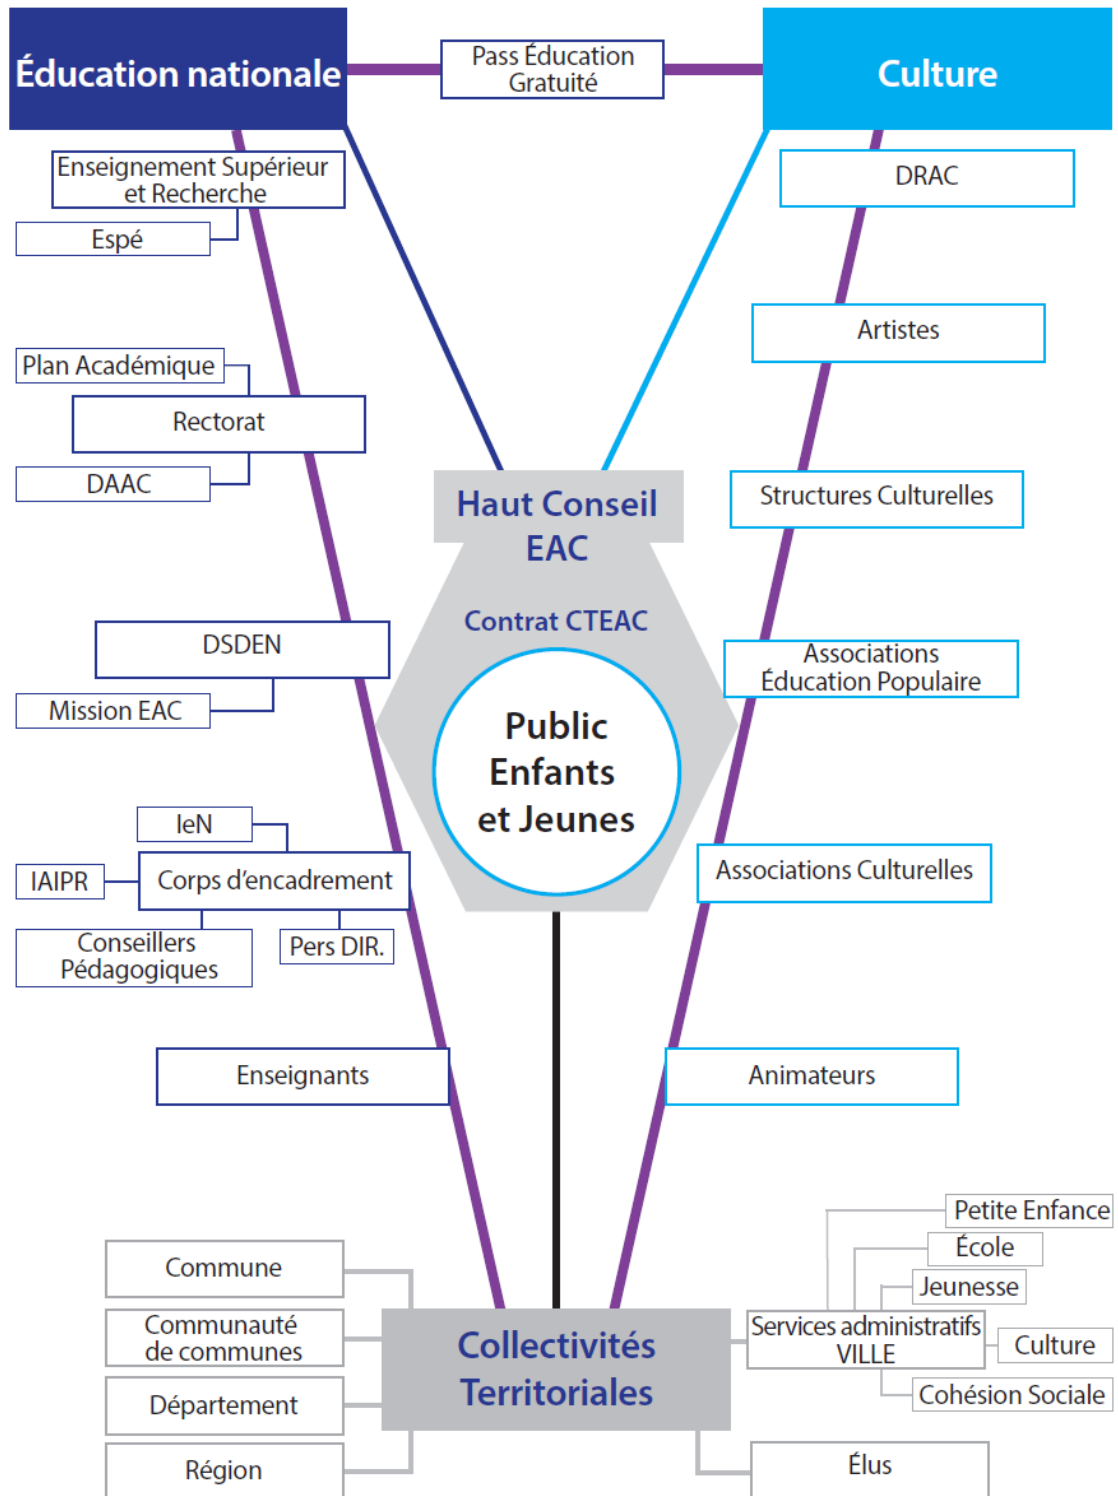 Éducation nationale
Pass Éducation
Gratuité
Culture
Enseignement Supérieur
et Recherche
Espé
DRAC
Artistes
Plan Académique
Rectorat
DAAC
Haut Conseil
EAC
Structures Culturelles
Contrat CTEAC
DSDEN
Mission EAC
Associations
Éducation Populaire
Public
Enfants
et Jeunes
IeN
IAIPR
Corps d'encadrement
Conseillers
Pédagogiques
Pers DIR.
Associations Culturelles
Enseignants
Animateurs
Petite Enfance
École
Jeunesse
Services administratifs
VILLE
Culture
Cohésion Sociale
Commune
Communauté
de communes
Département
Région
Collectivités
Territoriales
Élus